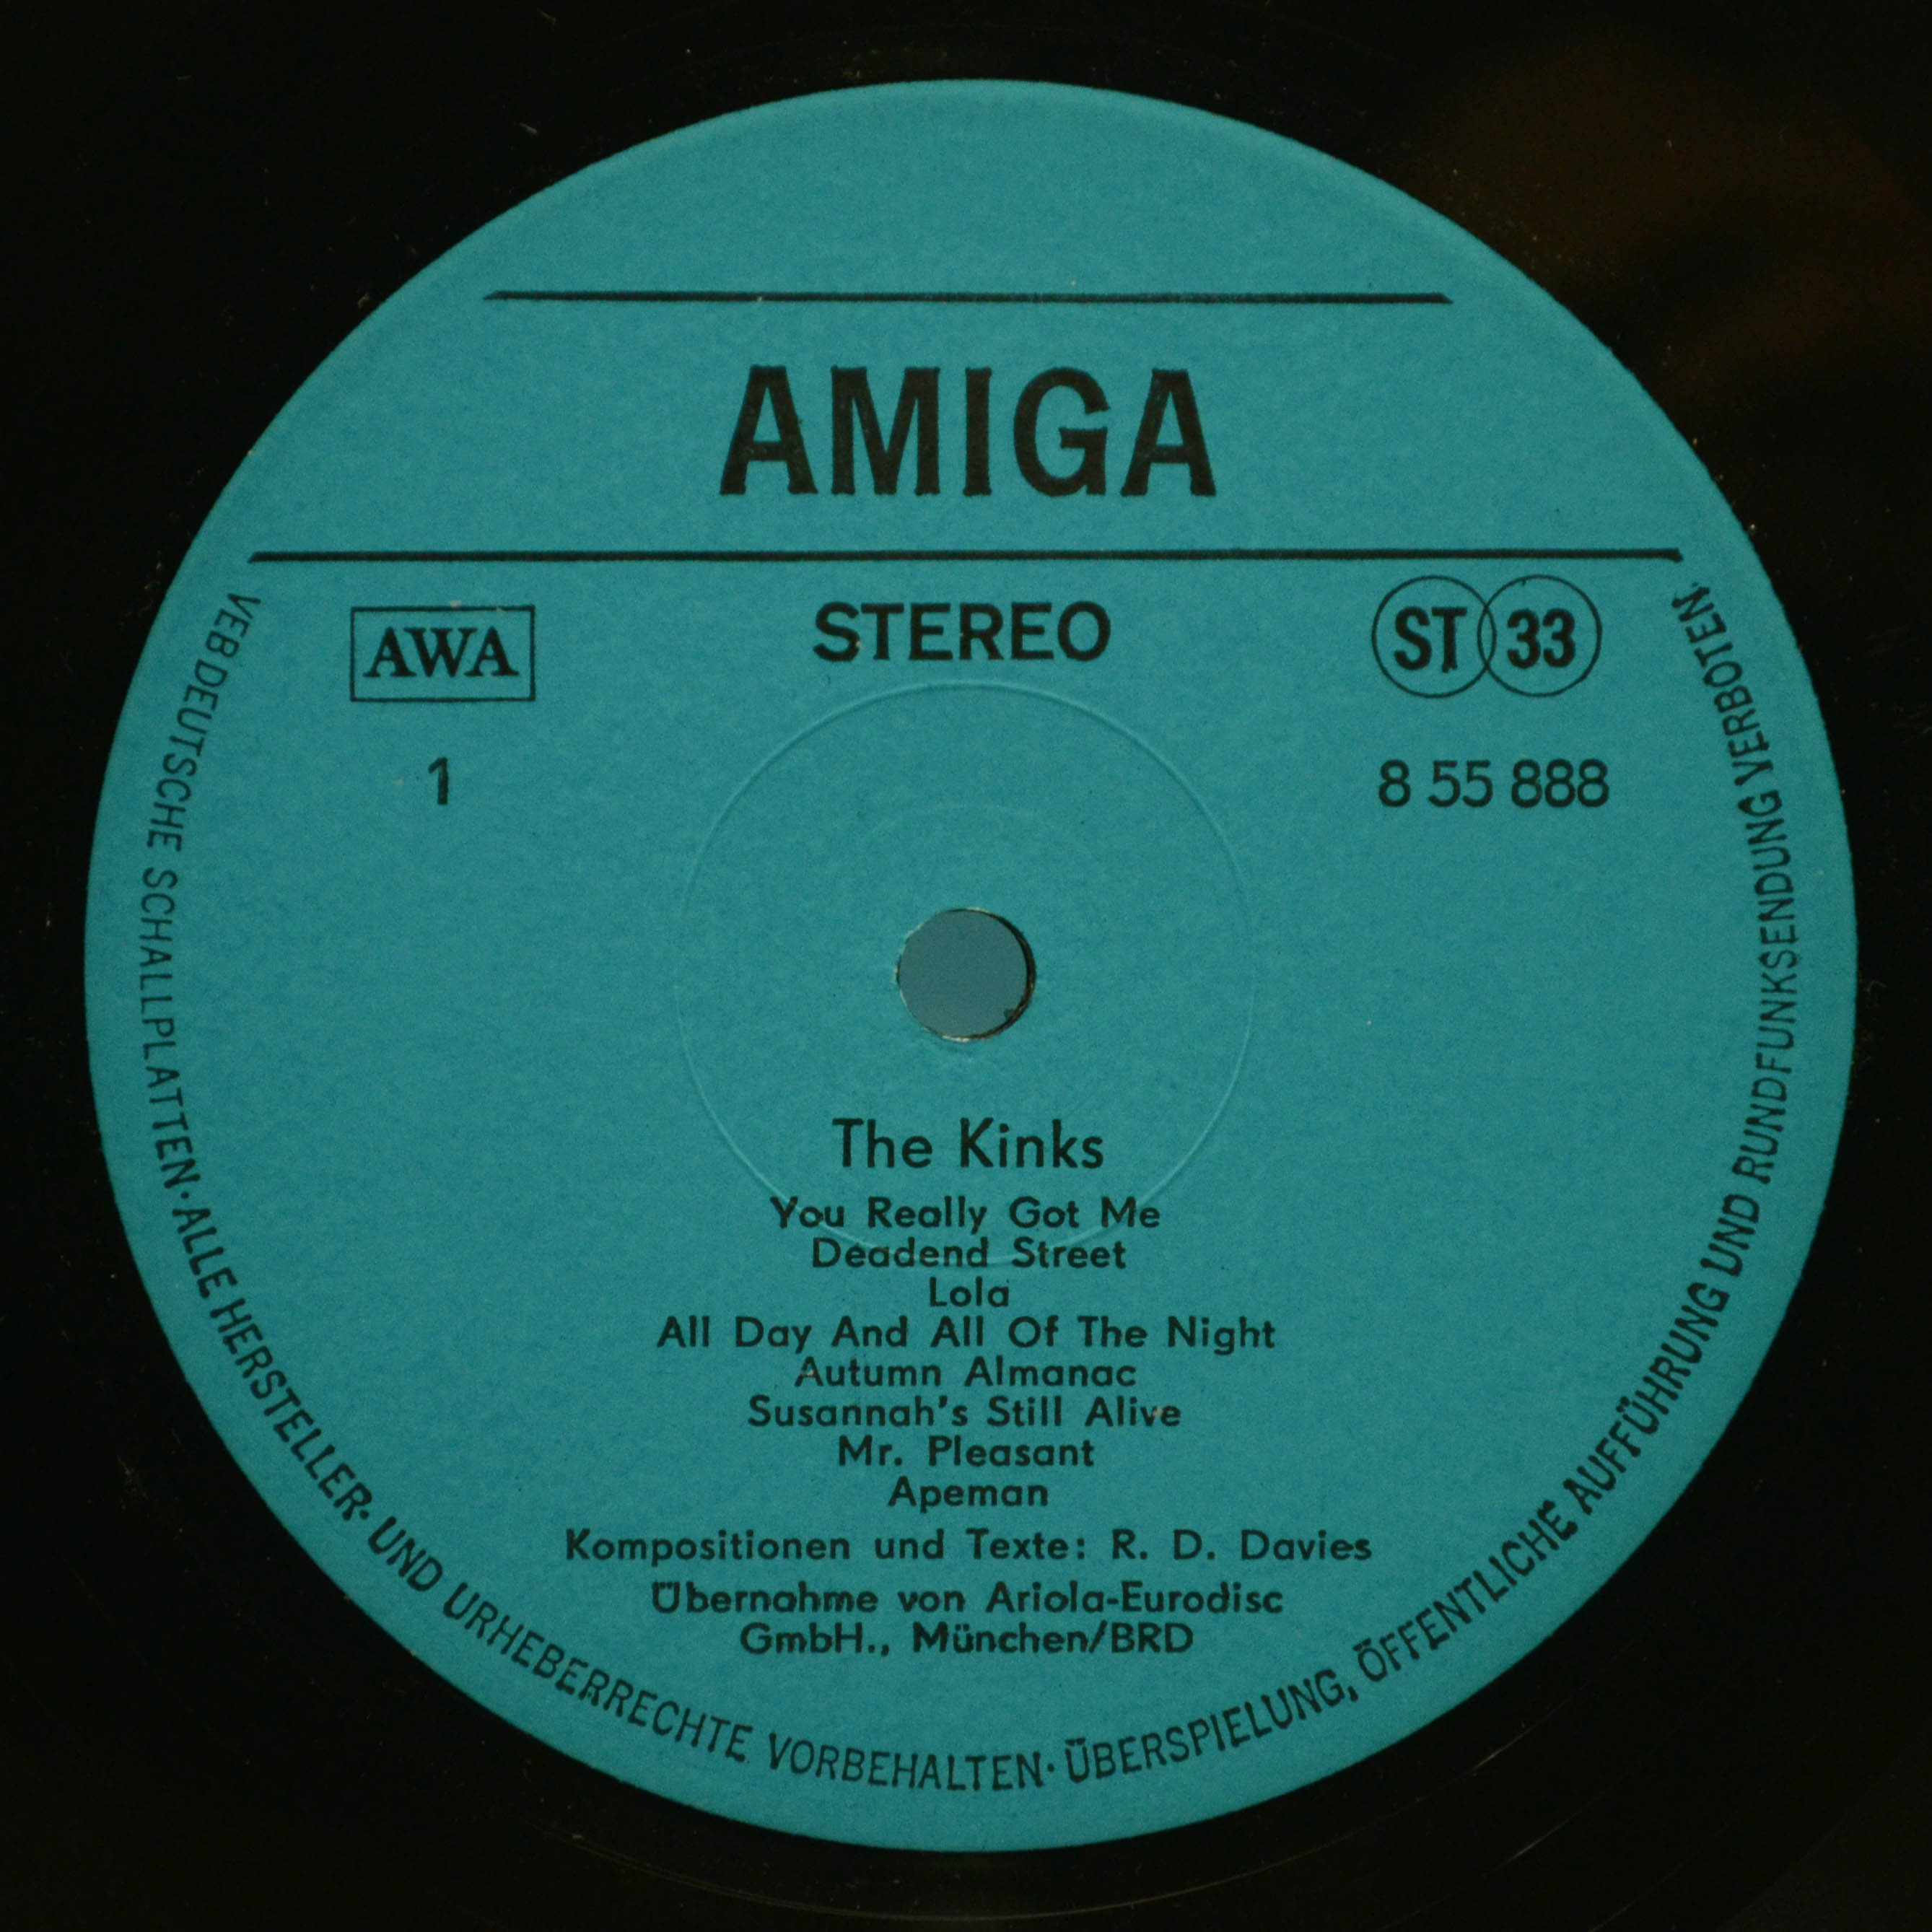 AMIGA
AWA
STEREO
ST 33
1
8 55 888
The Kinks
You Really Got Me
Deadend Street
Lola
All Day And All Of The Night
Autumn Almanac
Susannah's Still Alive
Mr. Pleasant
Apeman
Kompositionen und Texte: R. D. Davies
Übernahme von Ariola-Eurodisc
GmbH., München/BRD
VEB DEUTSCHE SCHALLPLATTEN·ALLE HERSTELLER- UND URHEBERRECHTE VORBEHALTEN·ÜBERSPIELUNG, ÖFFENTLICHE AUFFÜHRUNG UND RUNDFUNKSENDUNG VERBOTEN.